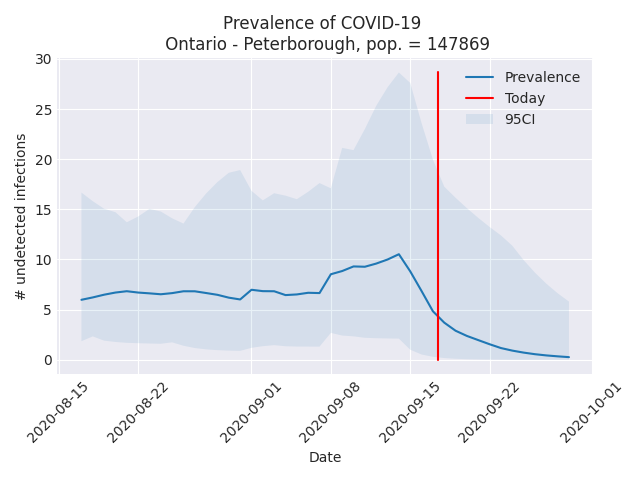 Prevalence of COVID-19
Ontario - Peterborough, pop. = 147869
30
25
20
15
10
5
0
# undetected infections
Prevalence
Today
95CI
2020-08-15
2020-08-22
2020-09-01
2020-09-08
2020-09-15
2020-09-22
2020-10-01
Date